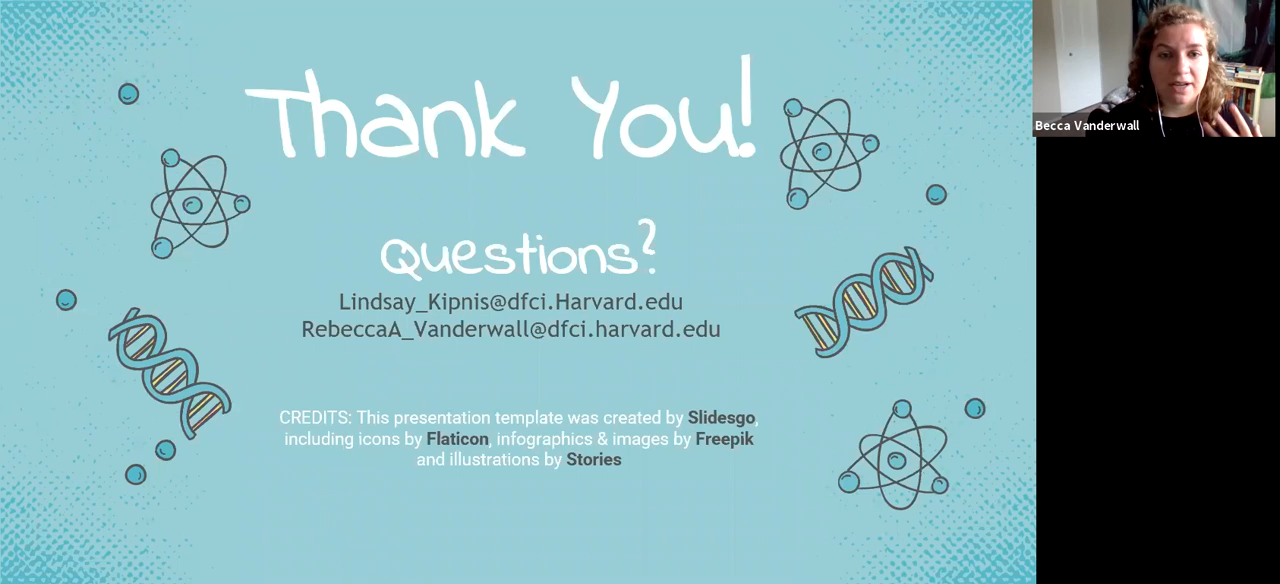 Thank You!
Questions?
Lindsay_Kipnis@dfci.Harvard.edu
RebeccaA_Vanderwall@dfci.harvard.edu
CREDITS: This presentation template was created by Slidesgo,
including icons by Flaticon, infographics & images by Freepik
and illustrations by Stories
Becca Vanderwall